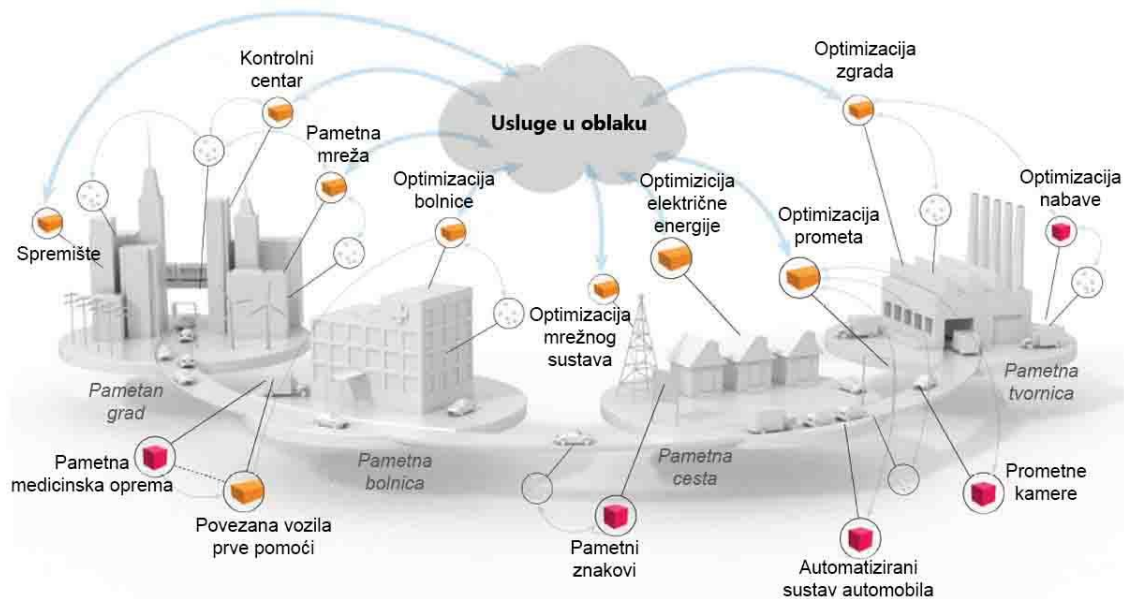 Kontrolni
centar
Usluge u oblaku
Optimizacija
zgrada
Pametna
mreža
Optimizacija
bolnice
Optimizicija
električne
energije
Optimizacija
prometa
Optimizacija
nabave
Spremište
Optimizacija
mrežnog
sustava
Pametan
grad
Pametna
tvornica
Pametna
medicinska oprema
Pametna
bolnica
Pametna
cesta
Povezana vozila
prve pomoći
Pametni
znakovi
Automatizirani
sustav automobila
Prometne
kamere